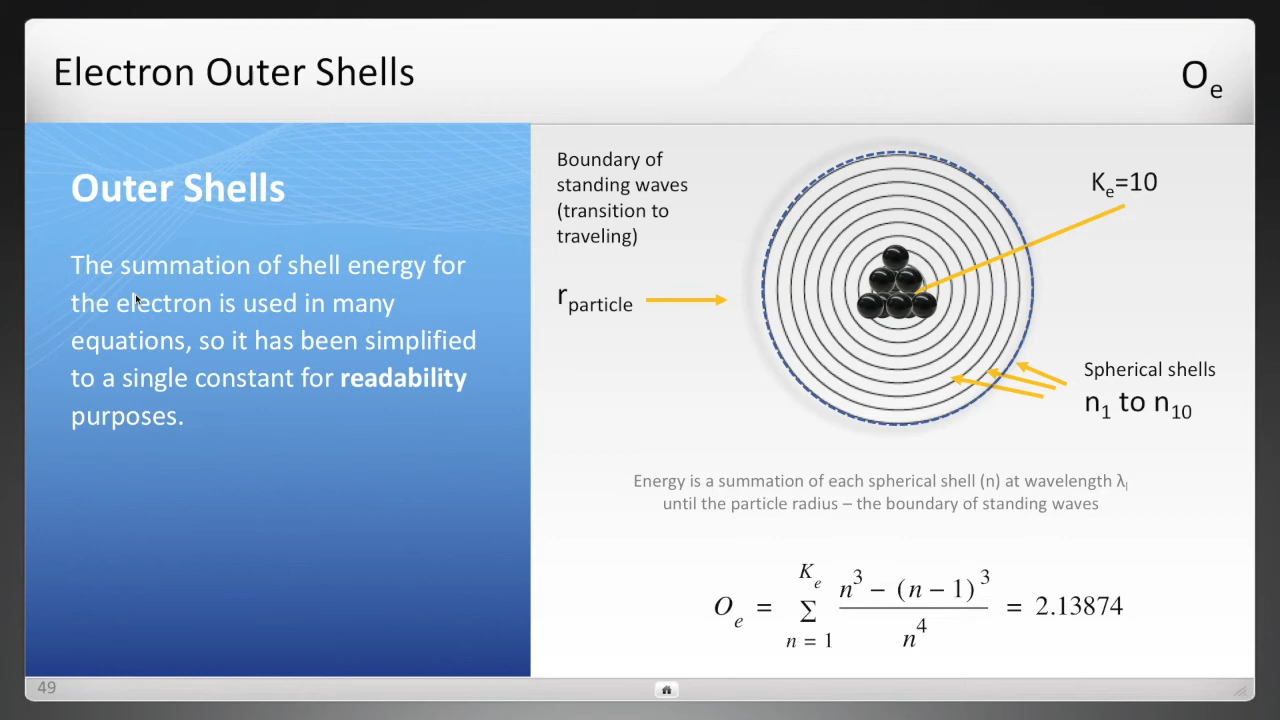 Electron Outer Shells
Oₑ
Outer Shells
The summation of shell energy for
the electron is used in many
equations, so it has been simplified
to a single constant for readability
purposes.
Boundary of
standing waves
(transition to
traveling)
r_particle
Kₑ=10
Spherical shells
n₁ to n₁₀
Energy is a summation of each spherical shell (n) at wavelength λₗ
until the particle radius – the boundary of standing waves
Oₑ = Σ_{n = 1}^{Kₑ} (n³ − (n − 1)³) / n⁴ = 2.13874
49